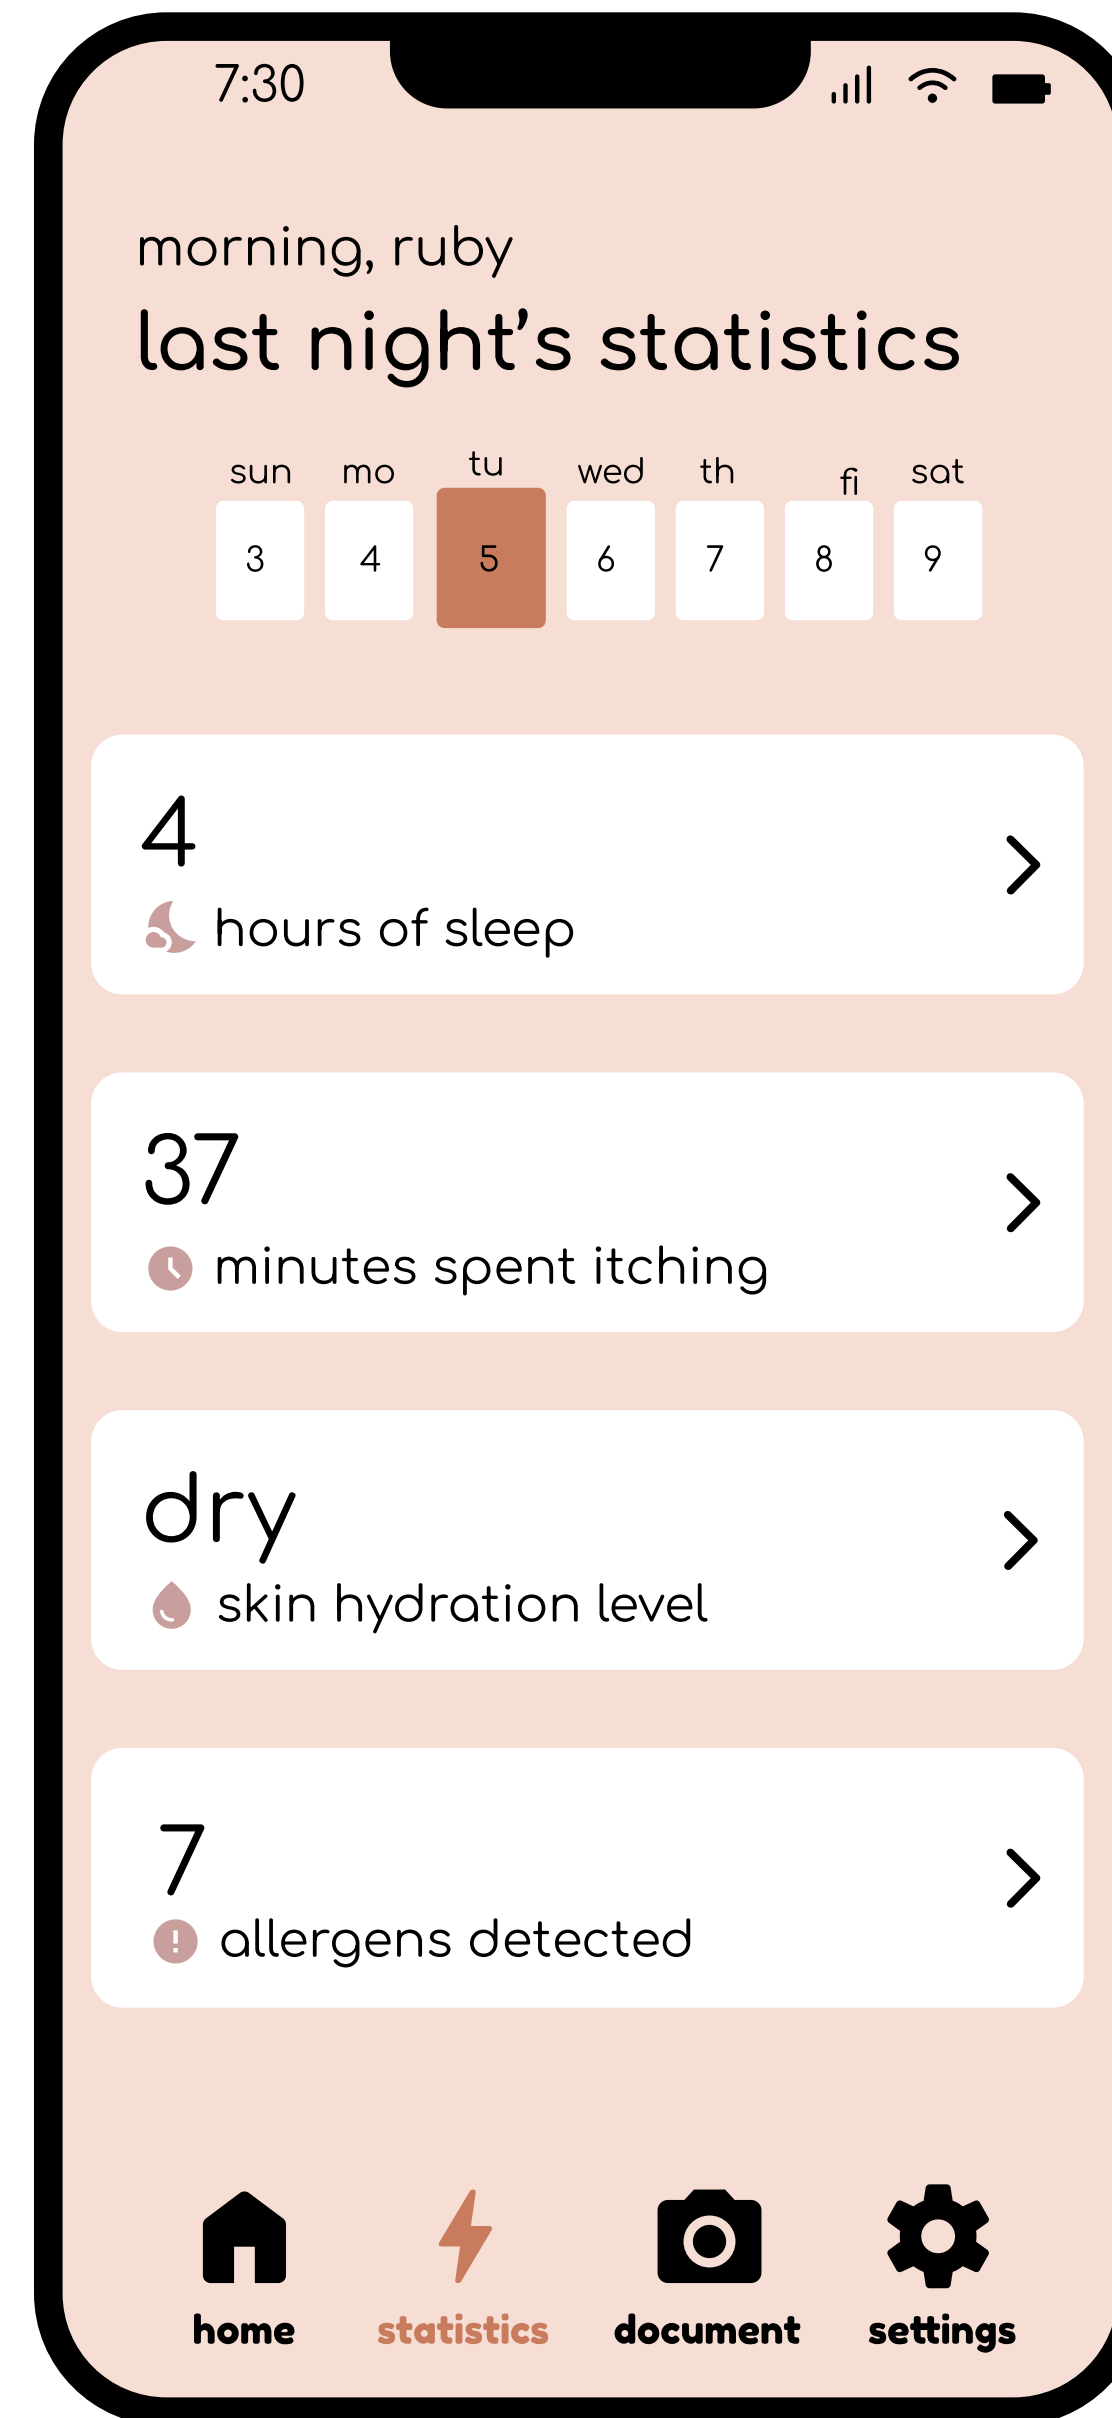 7:30
morning, ruby
last night’s statistics
sun mo tu wed th fi sat
3 4 5 6 7 8 9
4
hours of sleep
37
minutes spent itching
dry
skin hydration level
7
allergens detected
home statistics document settings